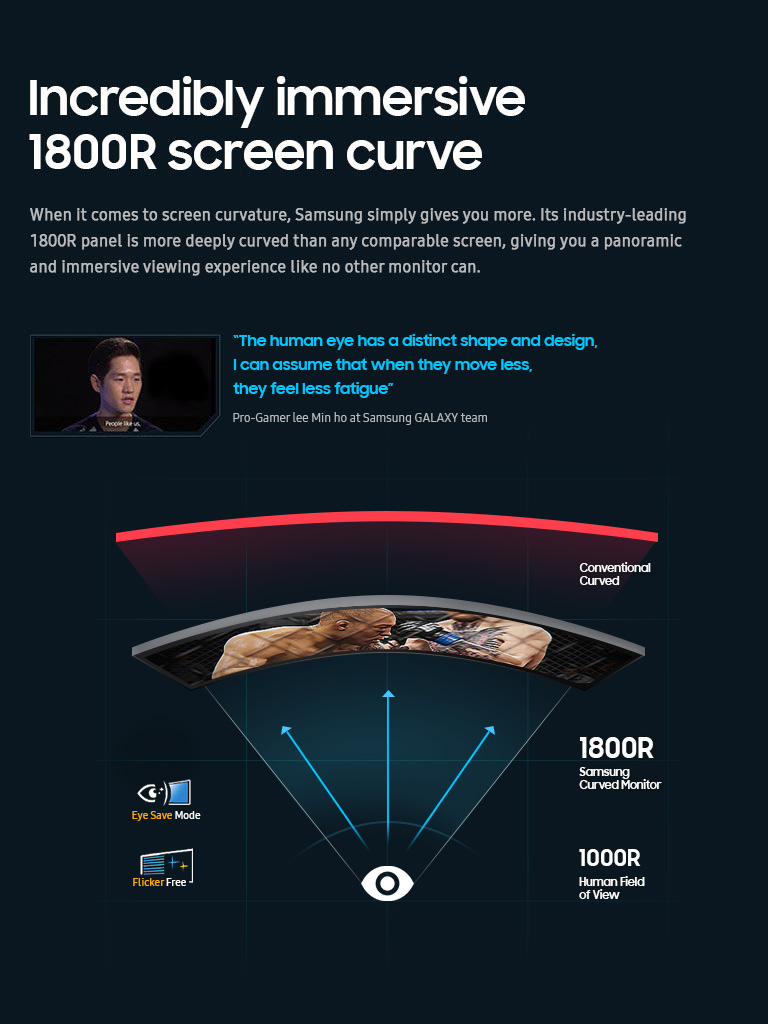 Incredibly immersive
1800R screen curve
When it comes to screen curvature, Samsung simply gives you more. Its industry-leading
1800R panel is more deeply curved than any comparable screen, giving you a panoramic
and immersive viewing experience like no other monitor can.
“The human eye has a distinct shape and design,
I can assume that when they move less,
they feel less fatigue”
Pro-Gamer lee Min ho at Samsung GALAXY team
People like us,
Conventional
Curved
1800R
Samsung
Curved Monitor
Eye Save Mode
1000R
Human Field
of View
Flicker Free